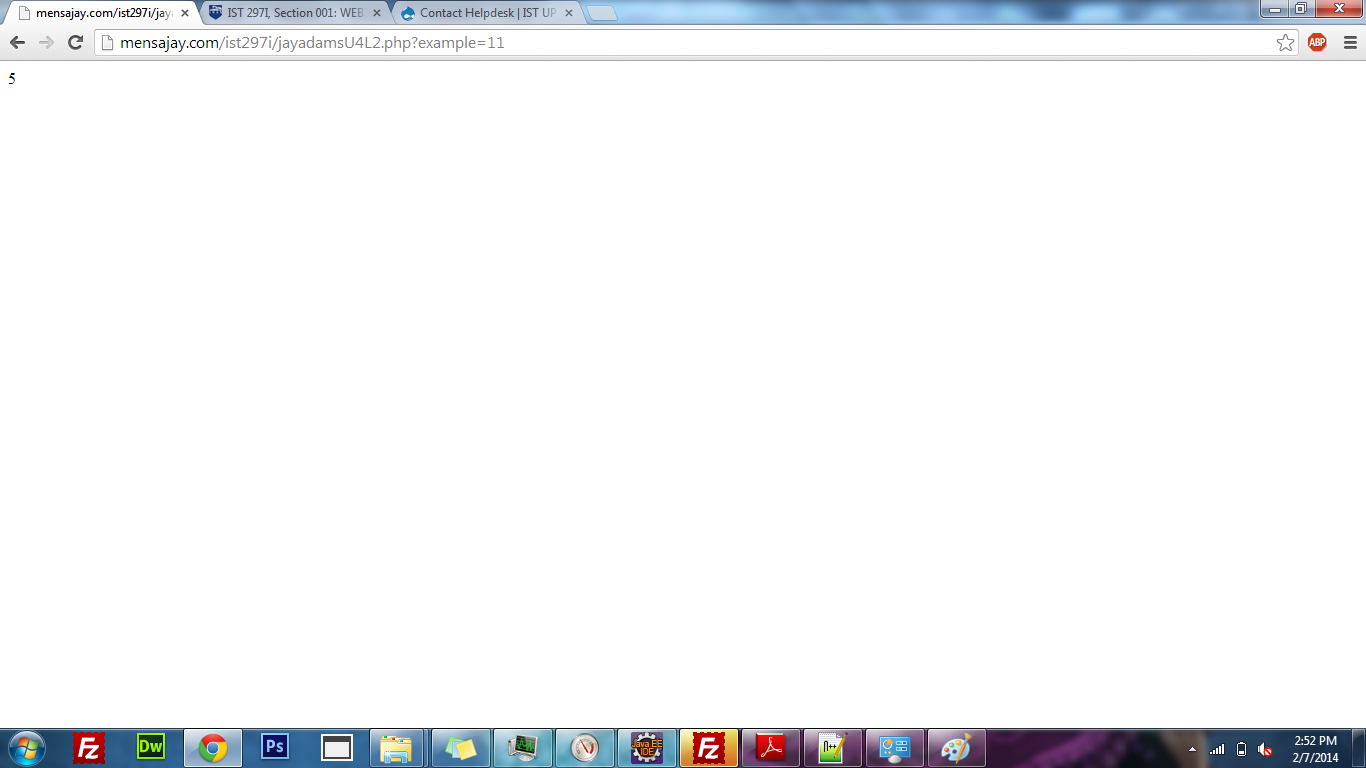 mensajay.com/ist297i/jay
IST 297I, Section 001: WEB
Contact Helpdesk | IST UP
mensajay.com/ist297i/jayadamsU4L2.php?example=11
ABP
5
Fz
Dw
Ps
Java EE
IDE
Fz
N++
2:52 PM
2/7/2014